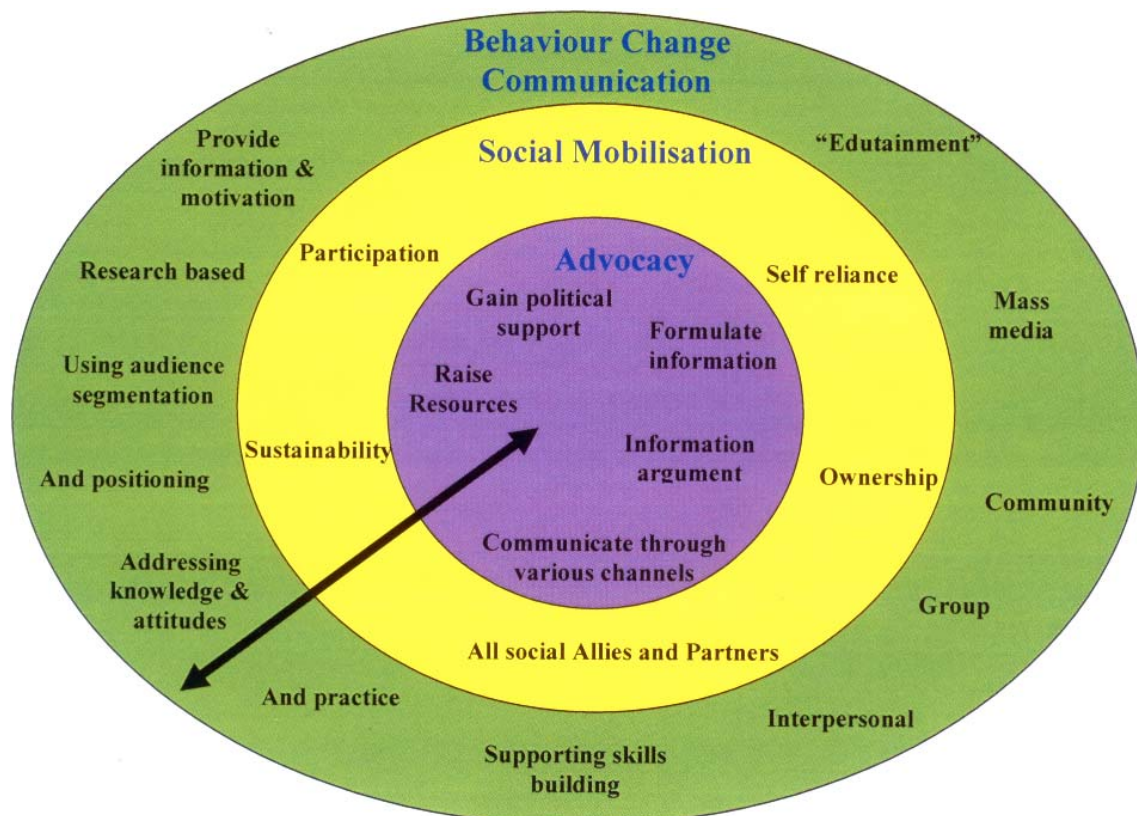 Behaviour Change
Communication
Provide
information &
motivation
"Edutainment"
Social Mobilisation
Participation
Research based
Advocacy
Self reliance
Gain political
support
Formulate
information
Mass
media
Using audience
segmentation
Raise
Resources
Sustainability
Information
argument
And positioning
Ownership
Community
Communicate through
various channels
Addressing
knowledge &
attitudes
Group
All social Allies and Partners
And practice
Interpersonal
Supporting skills
building